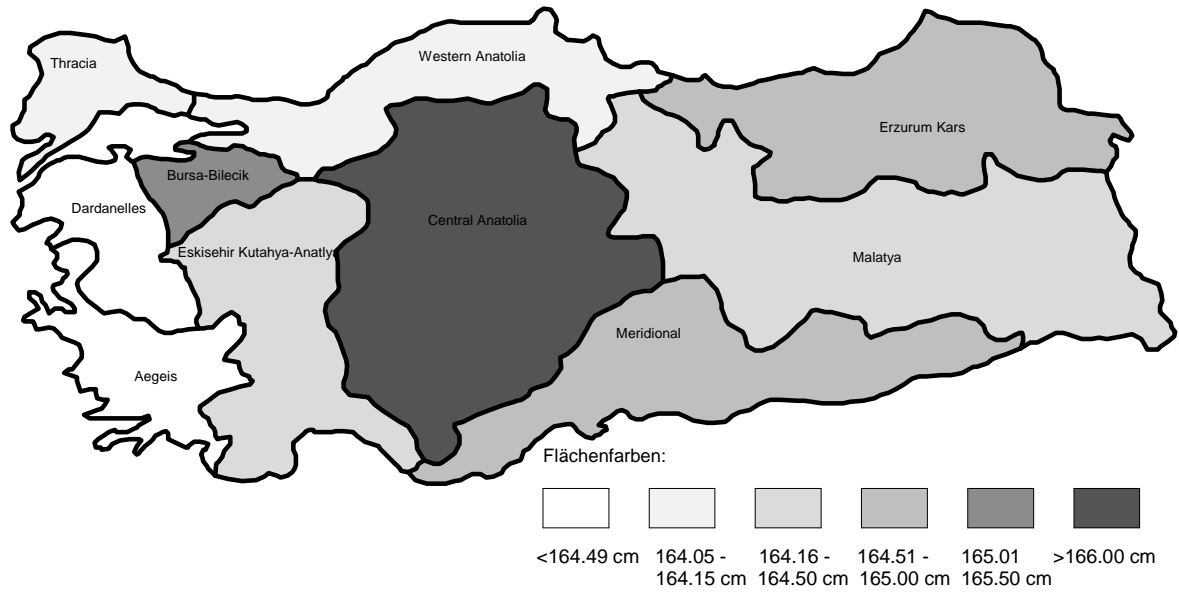 Thracia
Western Anatolia
Erzurum Kars
Bursa-Bilecik
Dardanelles
Central Anatolia
Eskisehir Kutahya-Anatly
Malatya
Meridional
Aegeis
Flächenfarben:
<164.49 cm
164.05 -
164.15 cm
164.16 -
164.50 cm
164.51 -
165.00 cm
165.01
165.50 cm
>166.00 cm